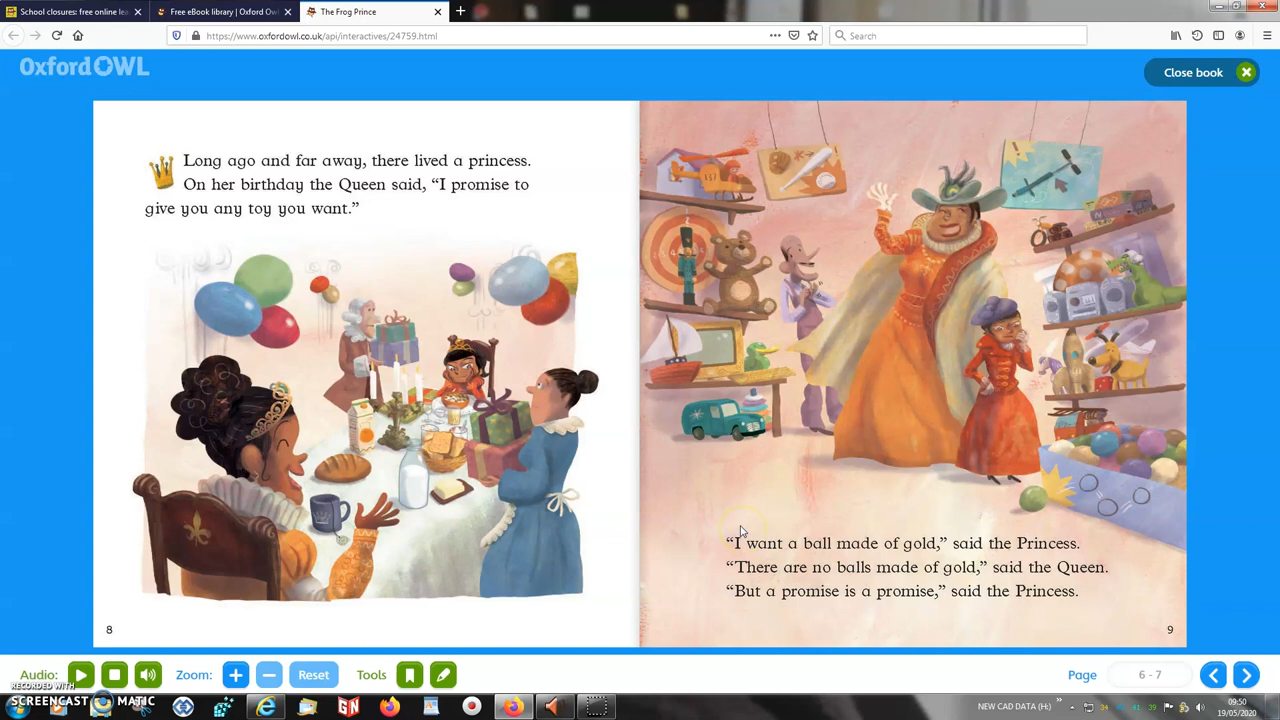 School closures: free online lea
Free eBook library | Oxford Owl
The Frog Prince
https://www.oxfordowl.co.uk/api/interactives/24759.html
Search
Oxford OWL
Close book
Long ago and far away, there lived a princess.
On her birthday the Queen said, “I promise to
give you any toy you want.”
“I want a ball made of gold,” said the Princess.
“There are no balls made of gold,” said the Queen.
“But a promise is a promise,” said the Princess.
8
9
Audio:
Zoom:
Reset
Tools
Page
6 - 7
RECORDED WITH
SCREENCAST MATIC
NEW CAD DATA (H:)
34
41
39
09:50
19/05/2020